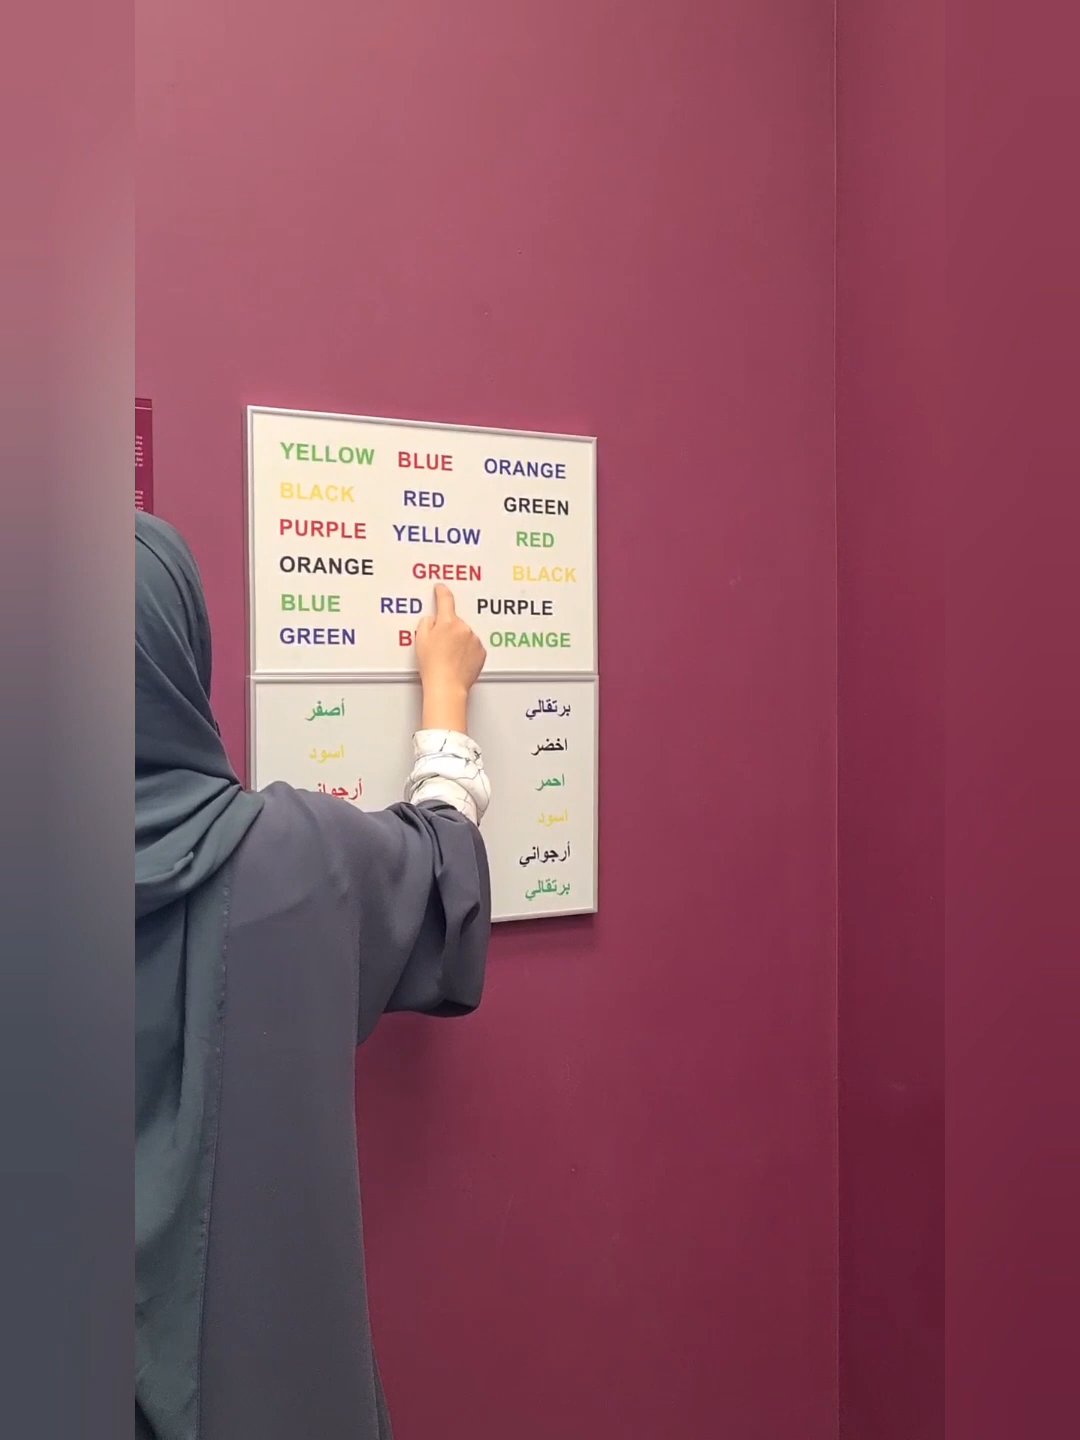 YELLOW BLUE ORANGE
BLACK RED GREEN
PURPLE YELLOW RED
ORANGE GREEN BLACK
BLUE RED PURPLE
GREEN ORANGE
برتقالي أصفر
اخضر اسود
احمر أرجواني
اسود
أرجواني
برتقالي